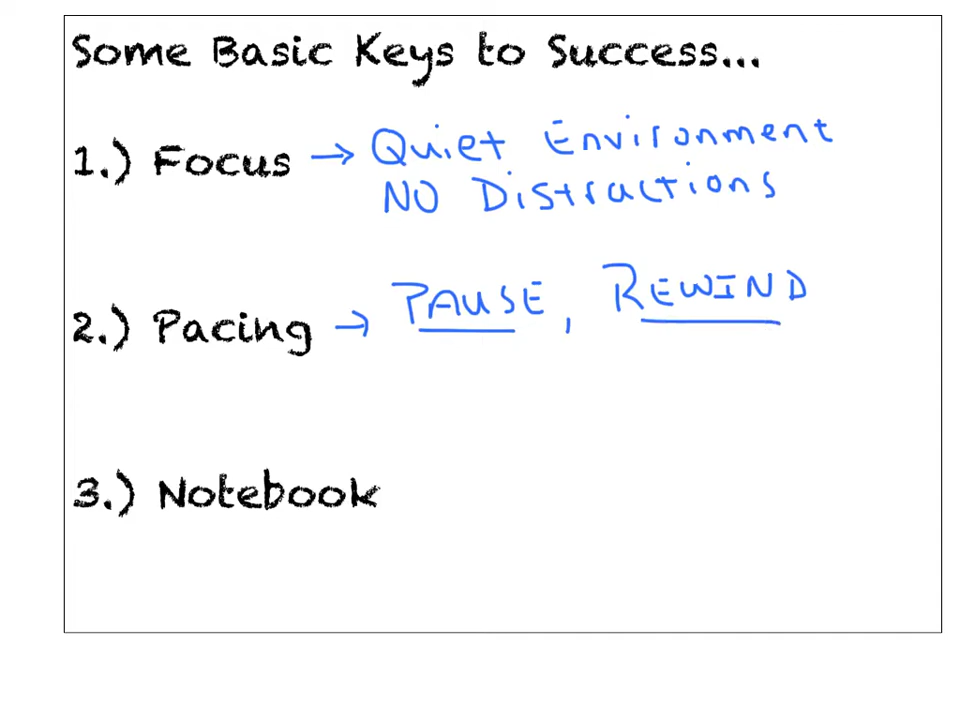 Some Basic Keys to Success...
1.) Focus → Quiet Environment
NO Distractions
2.) Pacing → PAUSE, REWIND
3.) Notebook